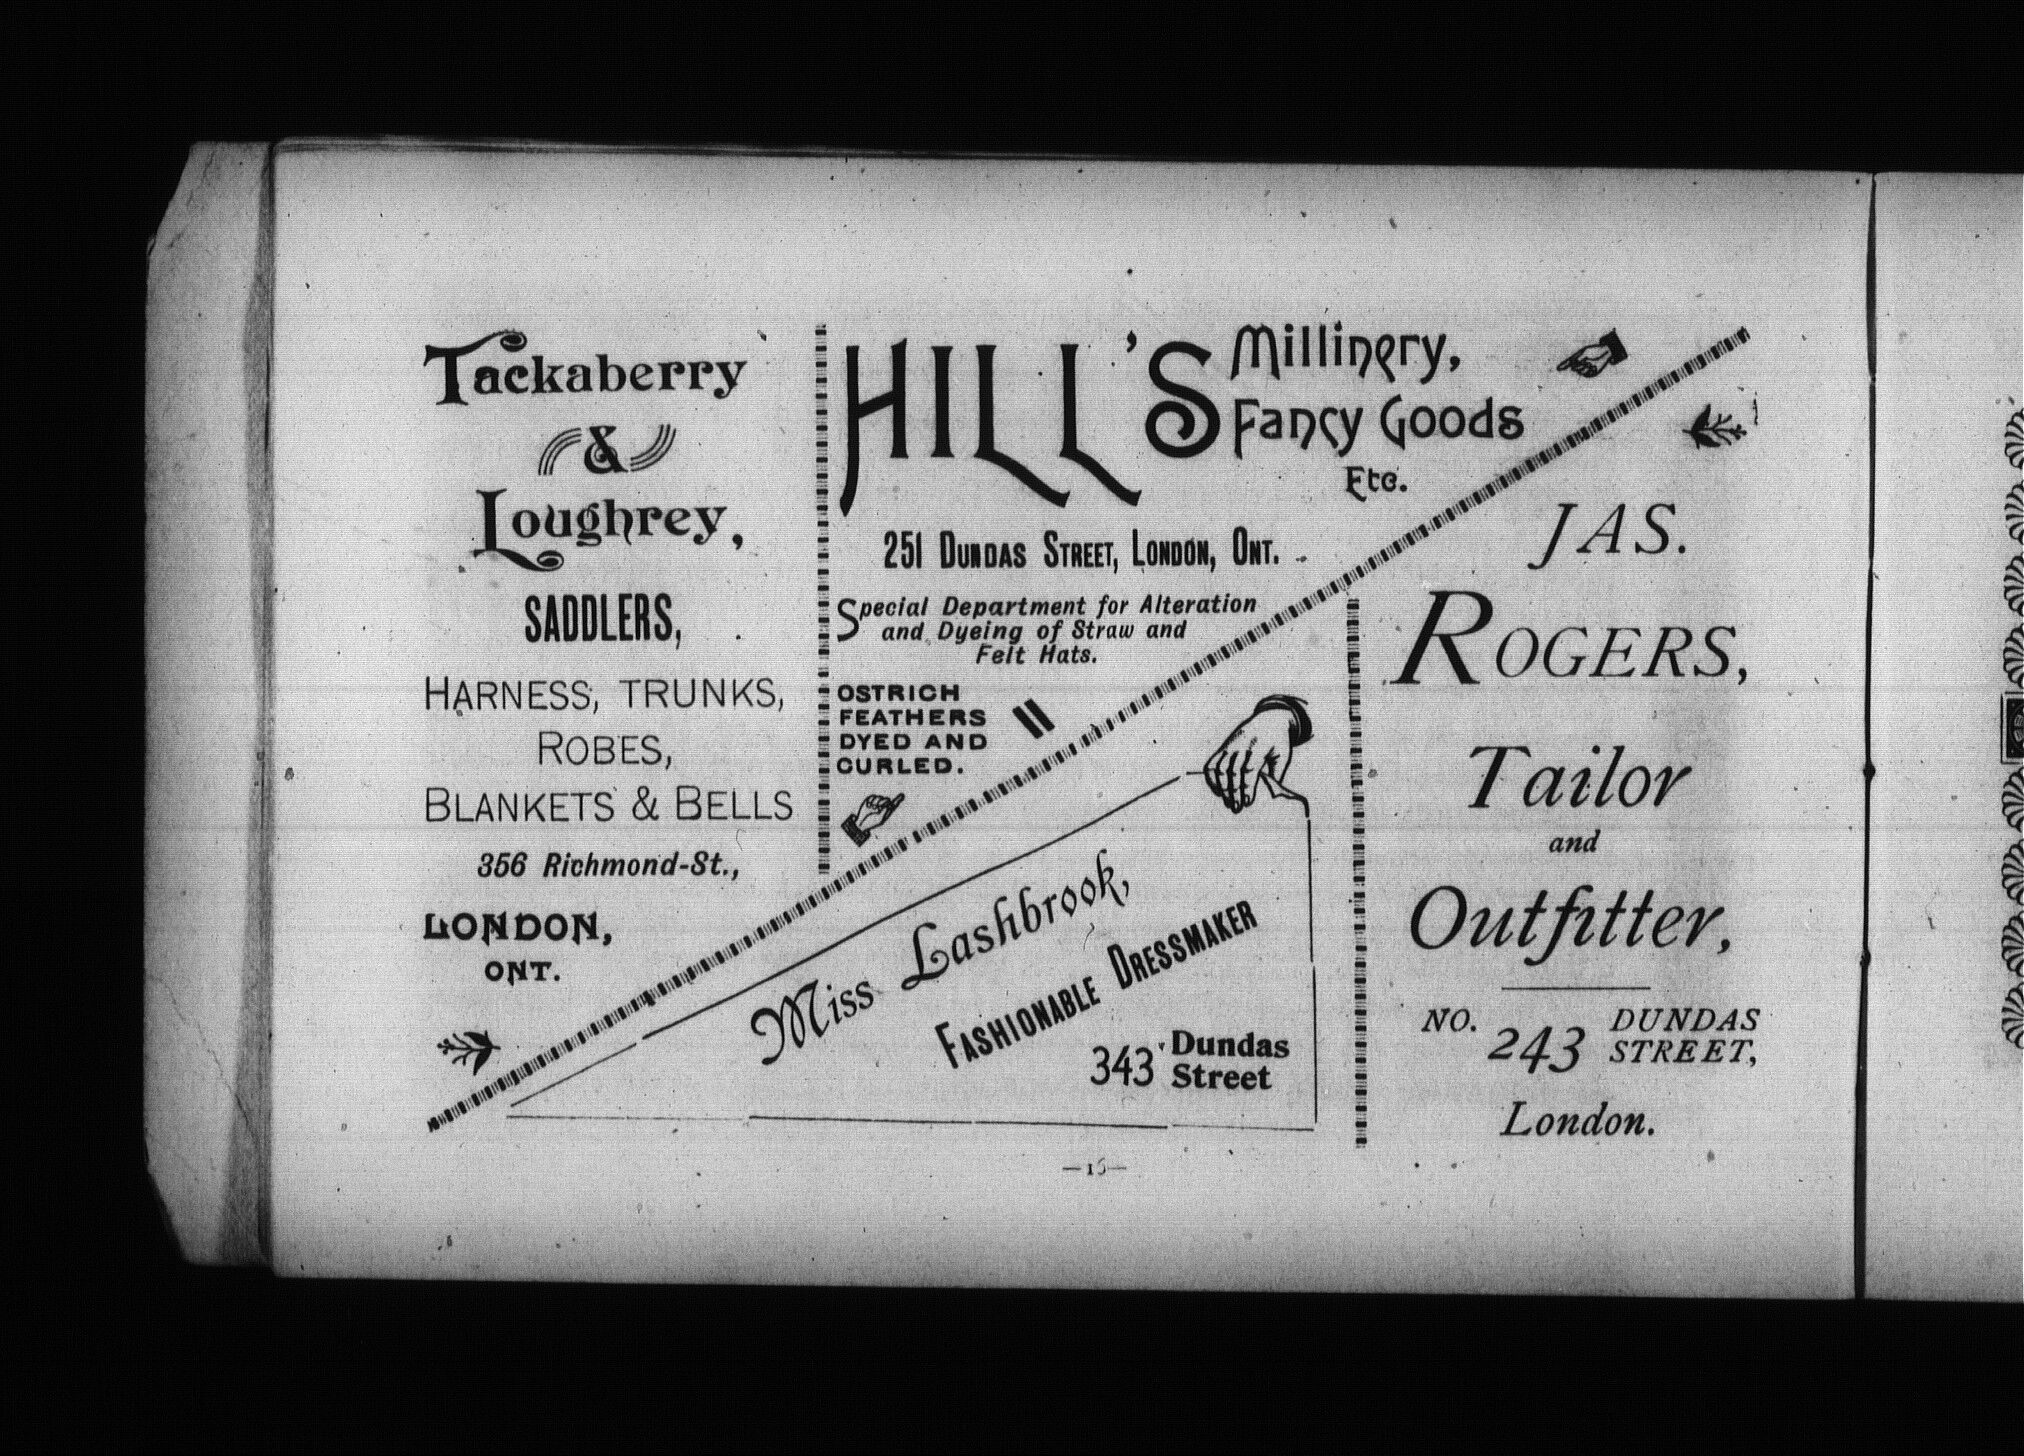 Tackaberry
&
Loughrey,
SADDLERS,
HARNESS, TRUNKS,
ROBES,
BLANKETS & BELLS
356 Richmond-St.,
LONDON,
ONT.
HILL'S Millinery,
Fancy Goods
Etc.
251 DUNDAS STREET, LONDON, ONT.
Special Department for Alteration
and Dyeing of Straw and
Felt Hats.
OSTRICH
FEATHERS
DYED AND
CURLED.
Miss Lashbrook,
FASHIONABLE DRESSMAKER
343 Dundas
Street
JAS.
ROGERS,
Tailor
and
Outfitter,
NO. 243 DUNDAS
STREET,
London.